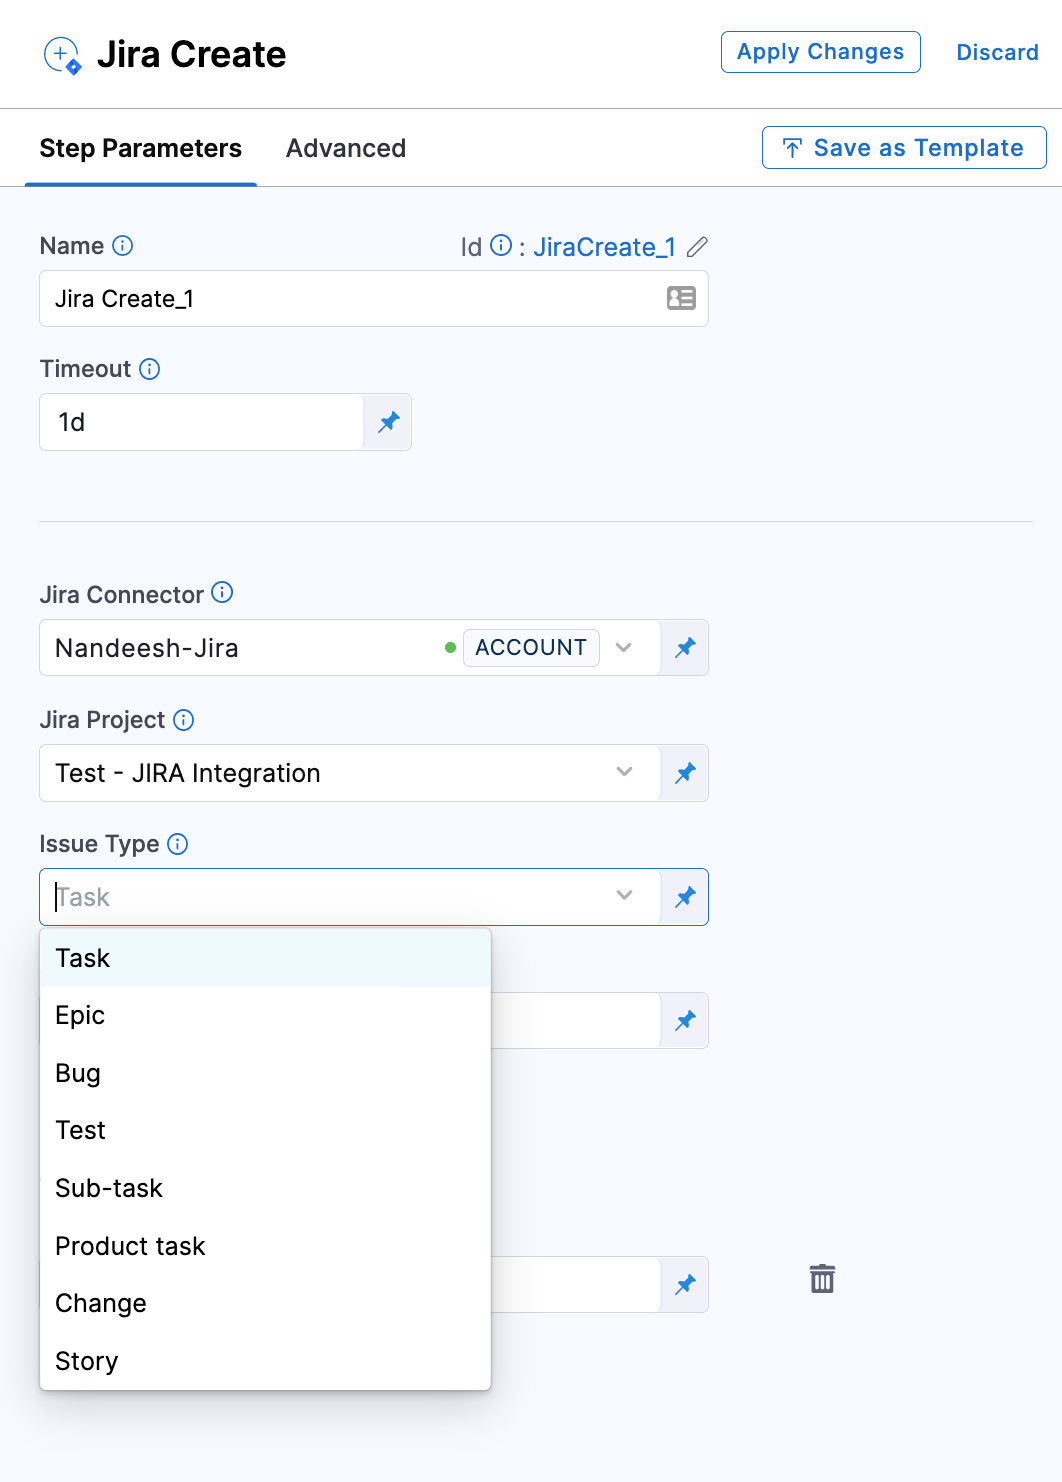 Jira Create
Apply Changes
Discard
Step Parameters
Advanced
Save as Template
Name
Id : JiraCreate_1
Jira Create_1
Timeout
1d
Jira Connector
Nandeesh-Jira
ACCOUNT
Jira Project
Test - JIRA Integration
Issue Type
Task
Task
Epic
Bug
Test
Sub-task
Product task
Change
Story